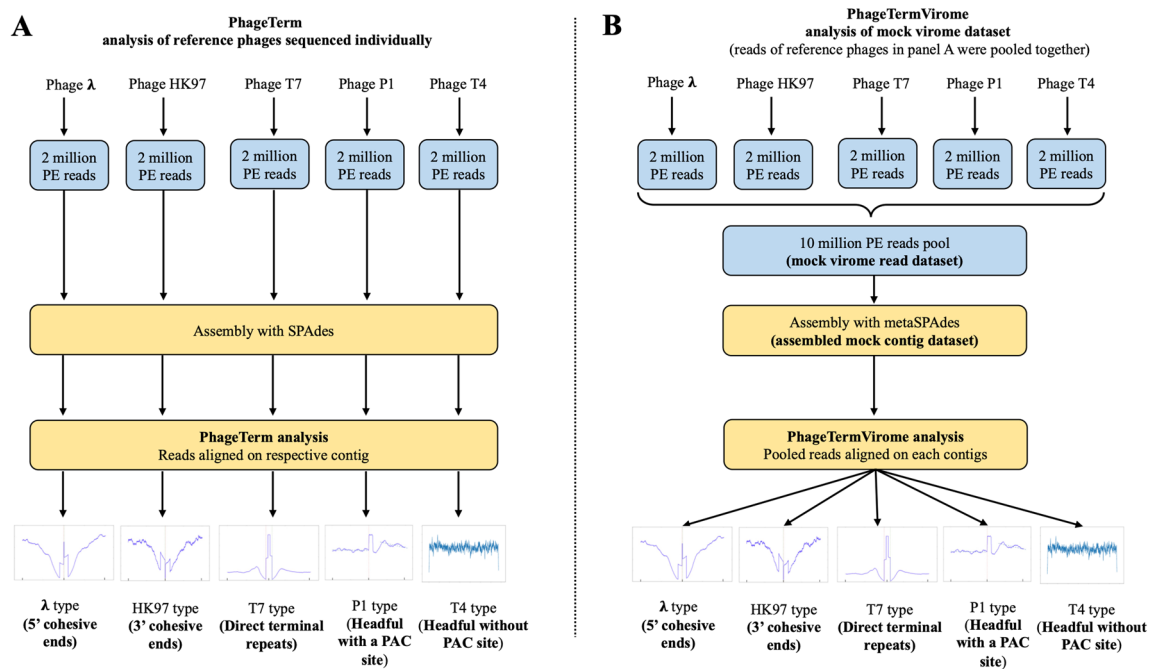 A
PhageTerm
analysis of reference phages sequenced individually
Phage λ
Phage HK97
Phage T7
Phage P1
Phage T4
2 million
PE reads
2 million
PE reads
2 million
PE reads
2 million
PE reads
2 million
PE reads
Assembly with SPAdes
PhageTerm analysis
Reads aligned on respective contig
λ type
(5' cohesive
ends)
HK97 type
(3' cohesive
ends)
T7 type
(Direct terminal
repeats)
P1 type
(Headful
with a PAC
site)
T4 type
(Headful without
PAC site)
B
PhageTermVirome
analysis of mock virome dataset
(reads of reference phages in panel A were pooled together)
Phage λ
Phage HK97
Phage T7
Phage P1
Phage T4
2 million
PE reads
2 million
PE reads
2 million
PE reads
2 million
PE reads
2 million
PE reads
10 million PE reads pool
(mock virome read dataset)
Assembly with metaSPAdes
(assembled mock contig dataset)
PhageTermVirome analysis
Pooled reads aligned on each contigs
λ type
(5' cohesive
ends)
HK97 type
(3' cohesive
ends)
T7 type
(Direct terminal
repeats)
P1 type
(Headful
with a PAC
site)
T4 type
(Headful without
PAC site)